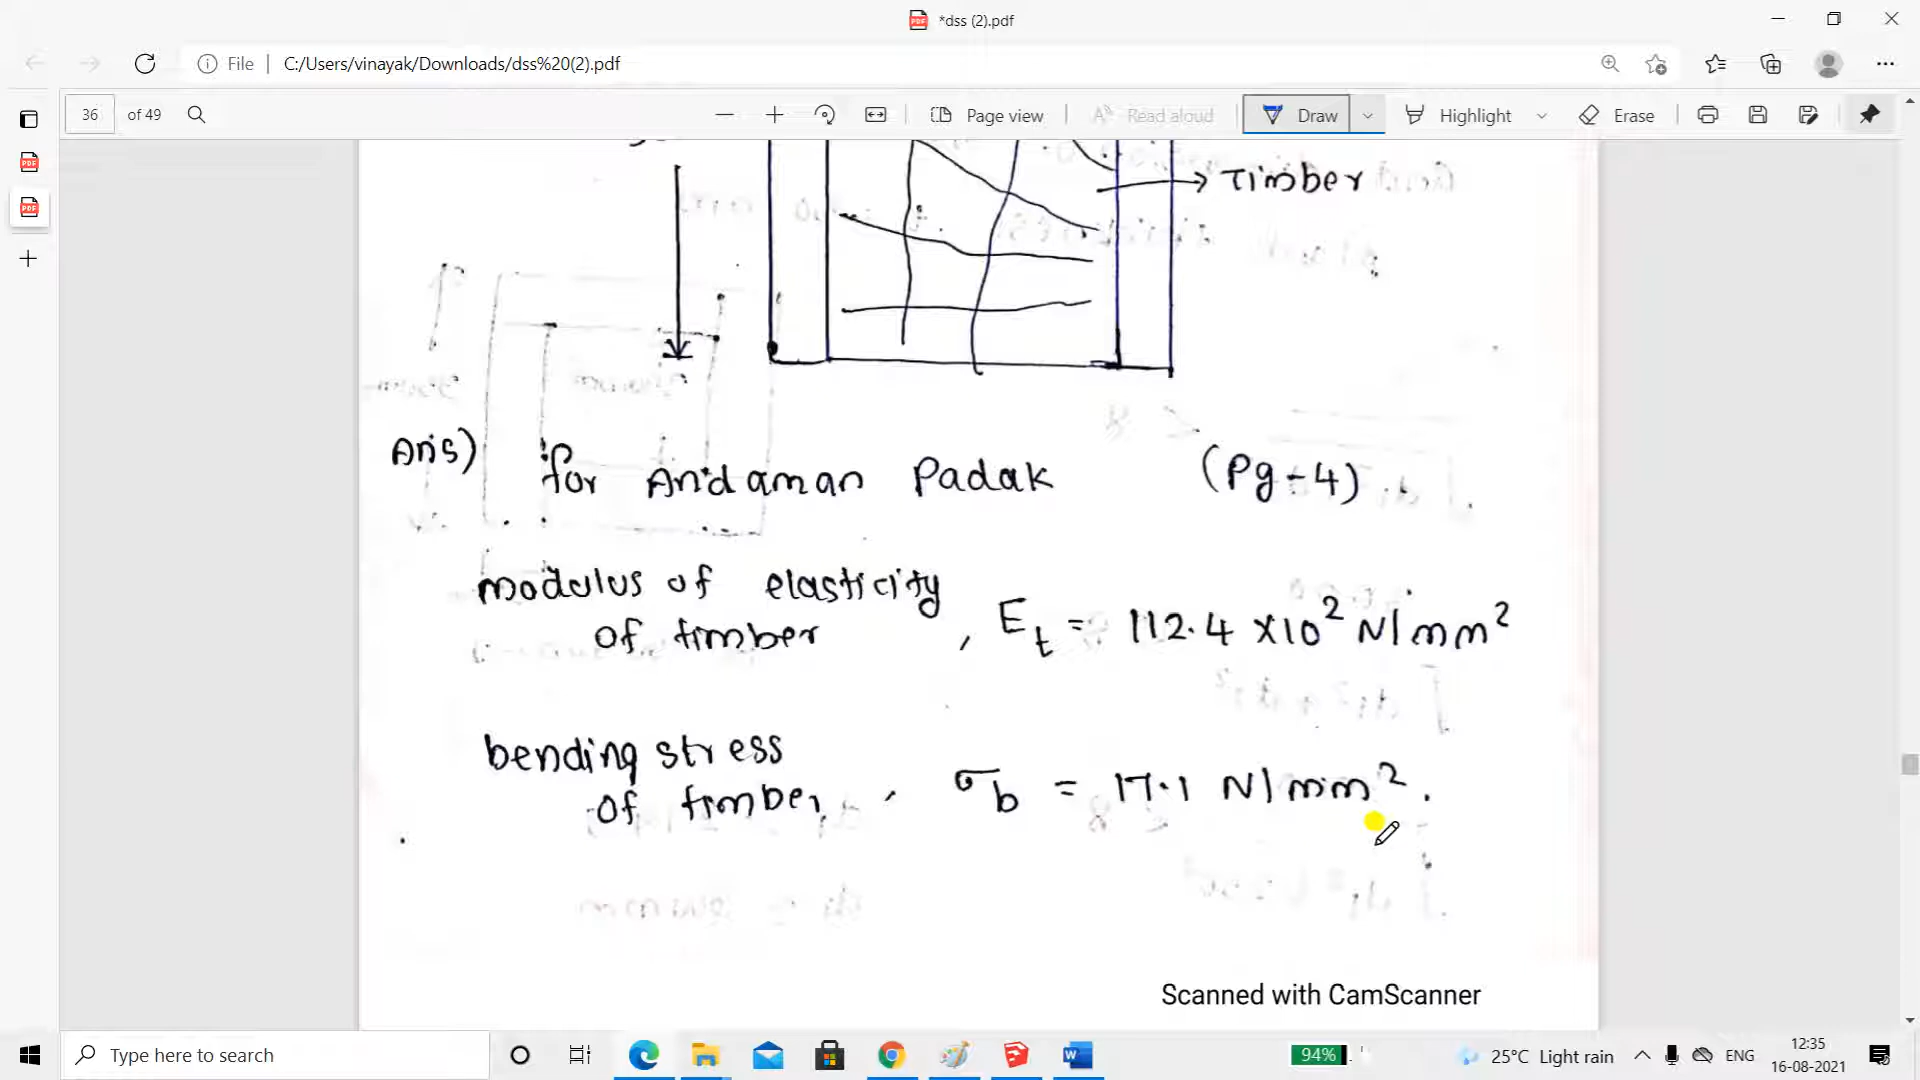 *dss (2).pdf
File | C:/Users/vinayak/Downloads/dss%20(2).pdf
36 of 49 Page view Read aloud Draw Highlight Erase
Timber
Ans) for Andaman Padak (Pg-4)
modulus of elasticity
of timber , Et = 112.4 ×10² N/mm²
bending stress
of timber, σb = 17.1 N/mm².
Scanned with CamScanner
Type here to search 94% 25°C Light rain ENG 12:35
16-08-2021